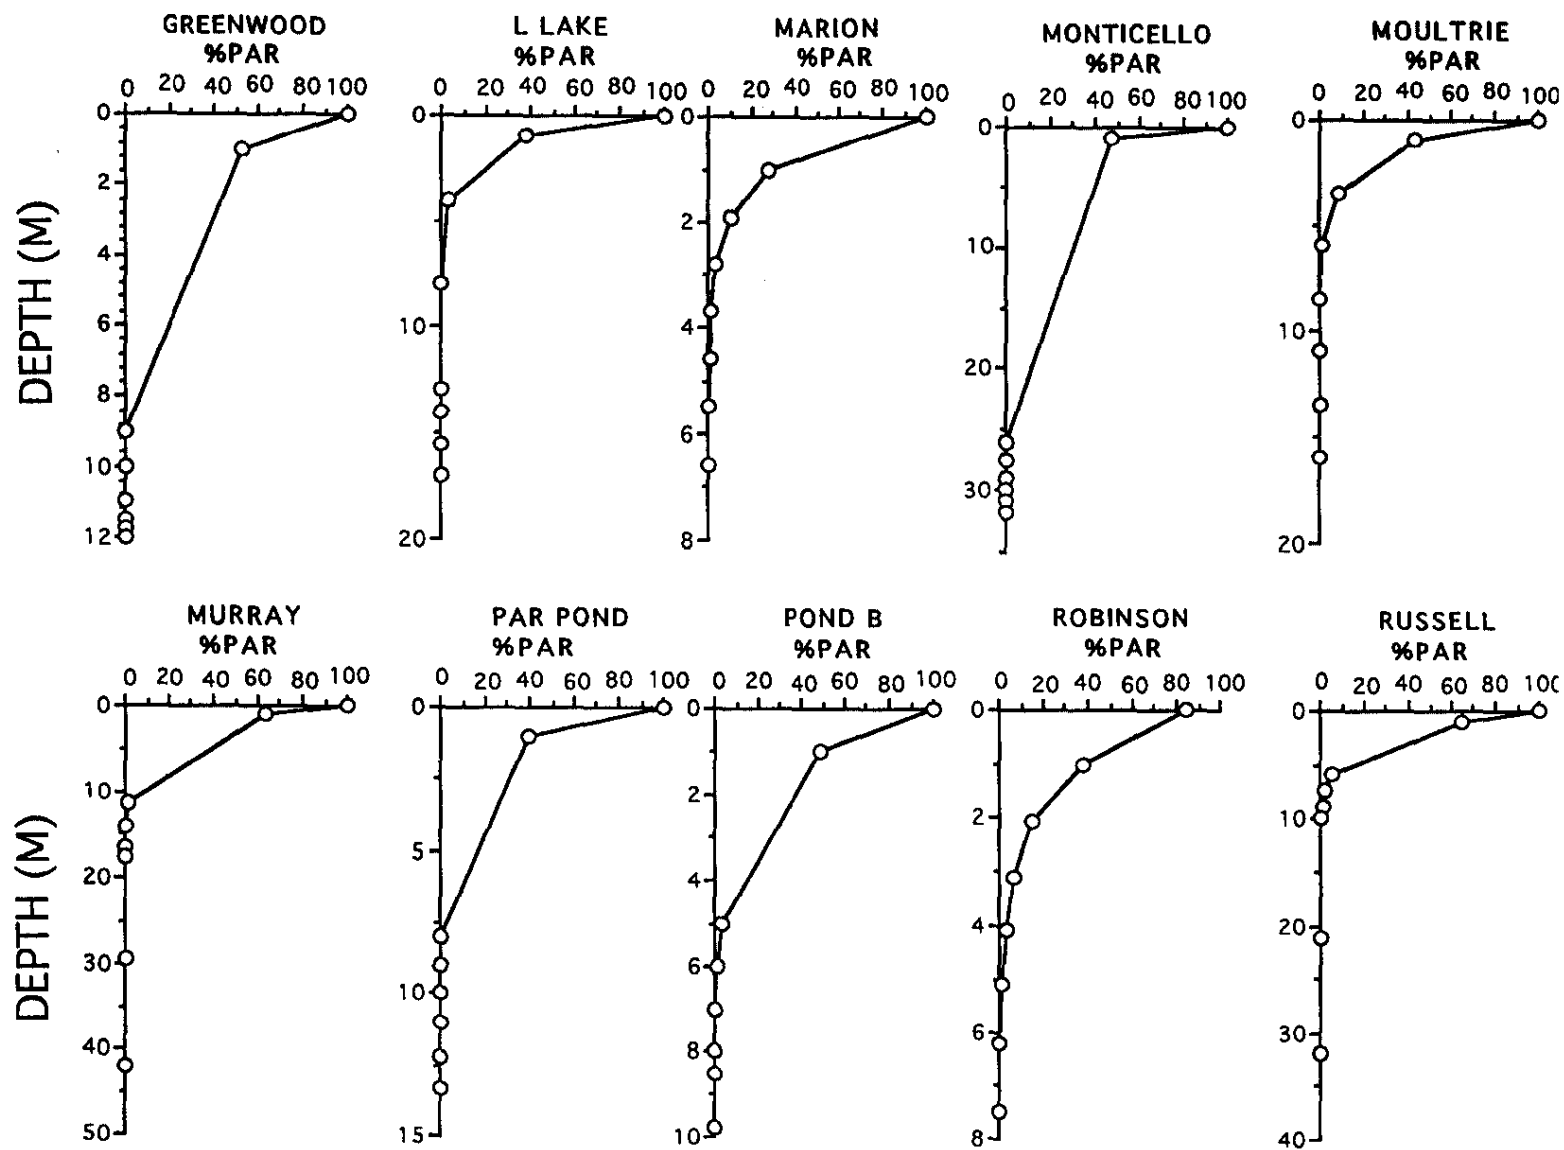 GREENWOOD
%PAR
0 20 40 60 80 100
0
2
4
6
8
10
12
L LAKE
%PAR
0 20 40 60 80 100
0
10
20
MARION
%PAR
0 20 40 60 80 100
0
2
4
6
8
MONTICELLO
%PAR
0 20 40 60 80 100
0
10
20
30
MOULTRIE
%PAR
0 20 40 60 80 100
0
10
20
DEPTH (M)
MURRAY
%PAR
0 20 40 60 80 100
0
10
20
30
40
50
PAR POND
%PAR
0 20 40 60 80 100
0
5
10
15
POND B
%PAR
0 20 40 60 80 100
0
2
4
6
8
10
ROBINSON
%PAR
0 20 40 60 80 100
0
2
4
6
8
RUSSELL
%PAR
0 20 40 60 80 100
0
10
20
30
40
DEPTH (M)